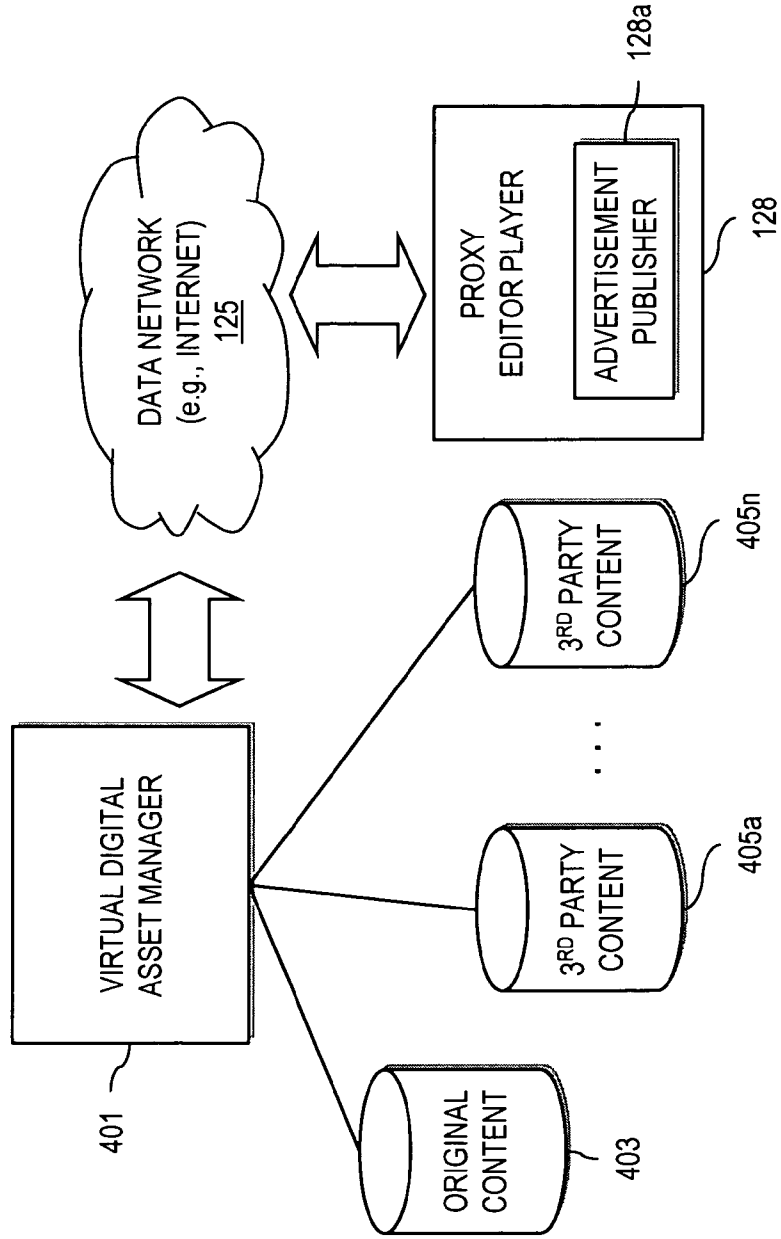 VIRTUAL DIGITAL
ASSET MANAGER
401
DATA NETWORK
(e.g., INTERNET)
125
ORIGINAL
CONTENT
403
3RD PARTY
CONTENT
405a
. . .
3RD PARTY
CONTENT
405n
PROXY
EDITOR PLAYER
ADVERTISEMENT
PUBLISHER
128a
128